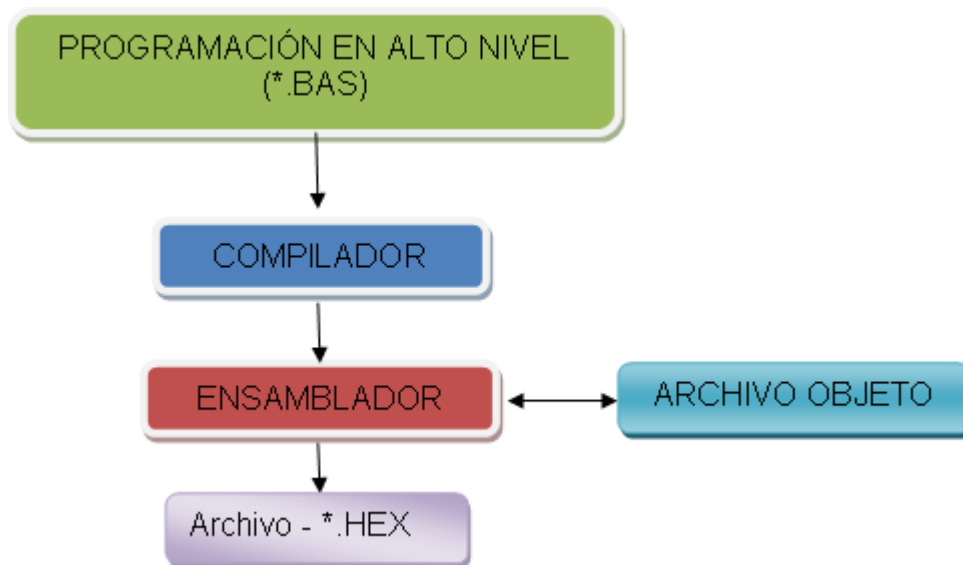 PROGRAMACIÓN EN ALTO NIVEL
(*.BAS)
COMPILADOR
ENSAMBLADOR
ARCHIVO OBJETO
Archivo - *.HEX